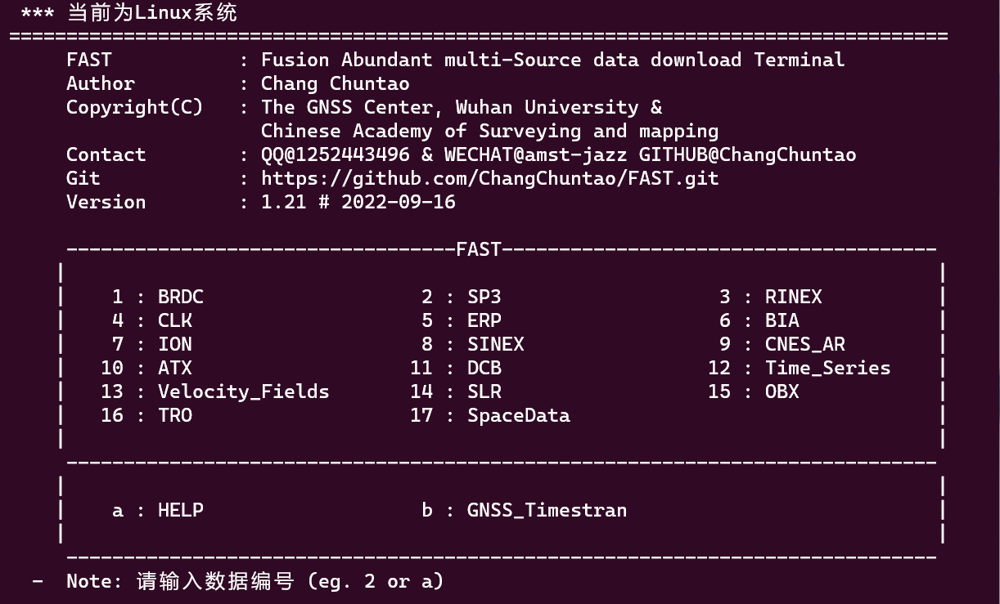 *** 当前为Linux系统
==================================================================================
FAST : Fusion Abundant multi-Source data download Terminal
Author : Chang Chuntao
Copyright(C) : The GNSS Center, Wuhan University &
Chinese Academy of Surveying and mapping
Contact : QQ@1252443496 & WECHAT@amst-jazz GITHUB@ChangChuntao
Git : https://github.com/ChangChuntao/FAST.git
Version : 1.21 # 2022-09-16
----------------------------------FAST--------------------------------------
| |
| 1 : BRDC 2 : SP3 3 : RINEX |
| 4 : CLK 5 : ERP 6 : BIA |
| 7 : ION 8 : SINEX 9 : CNES_AR |
| 10 : ATX 11 : DCB 12 : Time_Series |
| 13 : Velocity_Fields 14 : SLR 15 : OBX |
| 16 : TRO 17 : SpaceData |
| |
----------------------------------------------------------------------------
| |
| a : HELP b : GNSS_Timestran |
| |
----------------------------------------------------------------------------
- Note: 请输入数据编号 (eg. 2 or a)